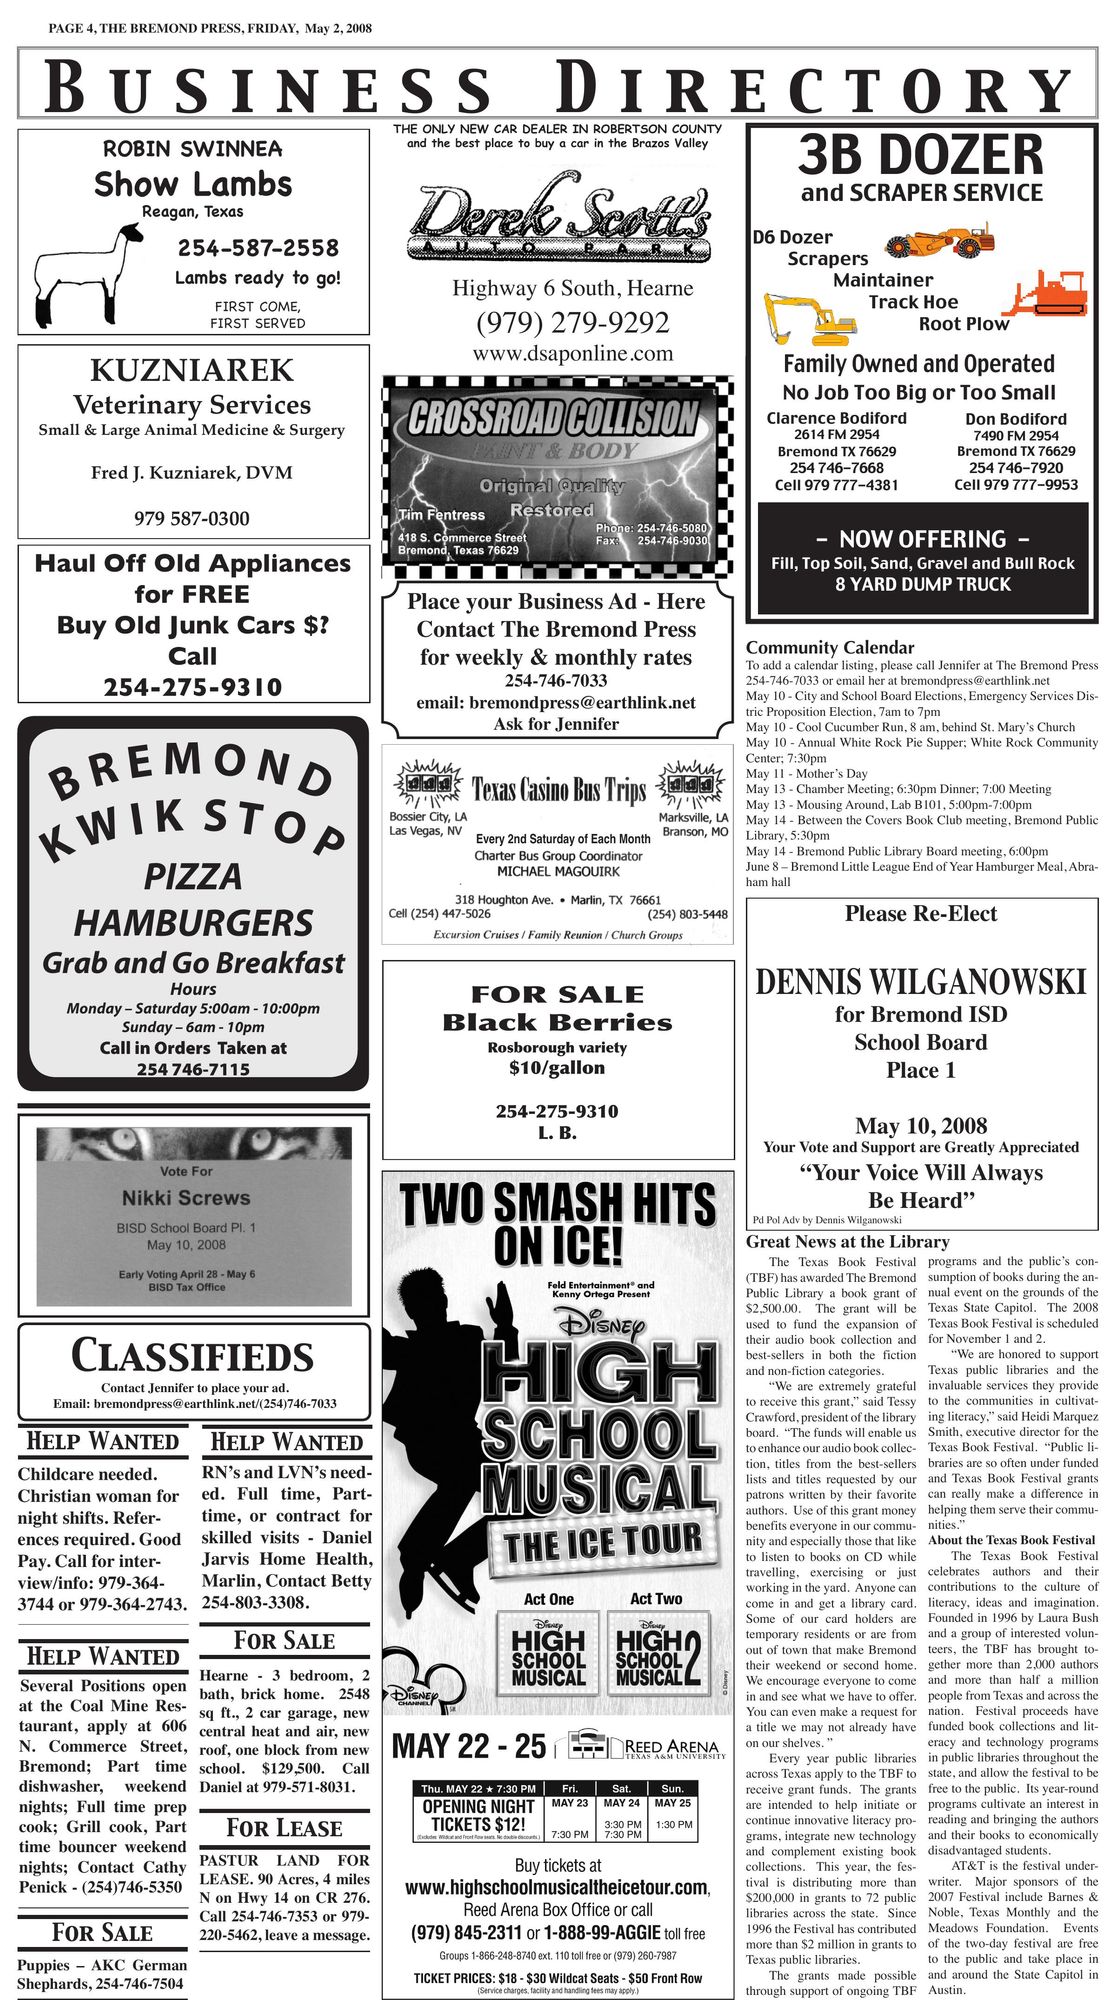 PAGE 4, THE BREMOND PRESS, FRIDAY, May 2, 2008
BUSINESS DIRECTORY
ROBIN SWINNEA
Show Lambs
Reagan, Texas
254-587-2558
Lambs ready to go!
FIRST COME,
FIRST SERVED
KUZNIAREK
Veterinary Services
Small & Large Animal Medicine & Surgery
Fred J. Kuzniarek, DVM
979 587-0300
Haul Off Old Appliances
for FREE
Buy Old Junk Cars $?
Call
254-275-9310
BREMOND
KWIK STOP
PIZZA
HAMBURGERS
Grab and Go Breakfast
Hours
Monday – Saturday 5:00am - 10:00pm
Sunday – 6am - 10pm
Call in Orders Taken at
254 746-7115
Vote For
Nikki Screws
BISD School Board Pl. 1
May 10, 2008
Early Voting April 28 - May 6
BISD Tax Office
CLASSIFIEDS
Contact Jennifer to place your ad.
Email: bremondpress@earthlink.net/(254)746-7033
HELP WANTED
Childcare needed.
Christian woman for
night shifts. Refer-
ences required. Good
Pay. Call for inter-
view/info: 979-364-
3744 or 979-364-2743.
HELP WANTED
Several Positions open
at the Coal Mine Res-
taurant, apply at 606
N. Commerce Street,
Bremond; Part time
dishwasher, weekend
nights; Full time prep
cook; Grill cook, Part
time bouncer weekend
nights; Contact Cathy
Penick - (254)746-5350
FOR SALE
Puppies – AKC German
Shephards, 254-746-7504
HELP WANTED
RN's and LVN's need-
ed. Full time, Part-
time, or contract for
skilled visits - Daniel
Jarvis Home Health,
Marlin, Contact Betty
254-803-3308.
FOR SALE
Hearne - 3 bedroom, 2
bath, brick home. 2548
sq ft., 2 car garage, new
central heat and air, new
roof, one block from new
school. $129,500. Call
Daniel at 979-571-8031.
FOR LEASE
PASTUR LAND FOR
LEASE. 90 Acres, 4 miles
N on Hwy 14 on CR 276.
Call 254-746-7353 or 979-
220-5462, leave a message.
THE ONLY NEW CAR DEALER IN ROBERTSON COUNTY
and the best place to buy a car in the Brazos Valley
Derek Scott's
AUTO PARK
Highway 6 South, Hearne
(979) 279-9292
www.dsaponline.com
CROSSROAD COLLISION
PAINT & BODY
Original Quality
Restored
Tim Fentress
418 S. Commerce Street
Bremond, Texas 76629
Phone: 254-746-5080
Fax: 254-746-9030
Place your Business Ad - Here
Contact The Bremond Press
for weekly & monthly rates
254-746-7033
email: bremondpress@earthlink.net
Ask for Jennifer
Texas Casino Bus Trips
Bossier City, LA
Las Vegas, NV
Marksville, LA
Branson, MO
Every 2nd Saturday of Each Month
Charter Bus Group Coordinator
MICHAEL MAGOUIRK
318 Houghton Ave. • Marlin, TX 76661
Cell (254) 447-5026 (254) 803-5448
Excursion Cruises / Family Reunion / Church Groups
FOR SALE
Black Berries
Rosborough variety
$10/gallon
254-275-9310
L. B.
TWO SMASH HITS
ON ICE!
Feld Entertainment® and
Kenny Ortega Present
Disney
HIGH
SCHOOL
MUSICAL
THE ICE TOUR
Act One
Disney
HIGH
SCHOOL
MUSICAL
Act Two
Disney
HIGH
SCHOOL
MUSICAL 2
Disney
CHANNEL
© Disney
MAY 22 - 25
REED ARENA
TEXAS A&M UNIVERSITY
Thu. MAY 22 ★ 7:30 PM
OPENING NIGHT
TICKETS $12!
(Excludes Wildcat and Front Row seats. No double discounts.)
Fri.
MAY 23
7:30 PM
Sat.
MAY 24
3:30 PM
7:30 PM
Sun.
MAY 25
1:30 PM
Buy tickets at
www.highschoolmusicaltheicetour.com,
Reed Arena Box Office or call
(979) 845-2311 or 1-888-99-AGGIE toll free
Groups 1-866-248-8740 ext. 110 toll free or (979) 260-7987
TICKET PRICES: $18 - $30 Wildcat Seats - $50 Front Row
(Service charges, facility and handling fees may apply.)
3B DOZER
and SCRAPER SERVICE
D6 Dozer
Scrapers
Maintainer
Track Hoe
Root Plow
Family Owned and Operated
No Job Too Big or Too Small
Clarence Bodiford
2614 FM 2954
Bremond TX 76629
254 746-7668
Cell 979 777-4381
Don Bodiford
7490 FM 2954
Bremond TX 76629
254 746-7920
Cell 979 777-9953
- NOW OFFERING -
Fill, Top Soil, Sand, Gravel and Bull Rock
8 YARD DUMP TRUCK
Community Calendar
To add a calendar listing, please call Jennifer at The Bremond Press
254-746-7033 or email her at bremondpress@earthlink.net
May 10 - City and School Board Elections, Emergency Services Dis-
tric Proposition Election, 7am to 7pm
May 10 - Cool Cucumber Run, 8 am, behind St. Mary's Church
May 10 - Annual White Rock Pie Supper; White Rock Community
Center; 7:30pm
May 11 - Mother's Day
May 13 - Chamber Meeting; 6:30pm Dinner; 7:00 Meeting
May 13 - Mousing Around, Lab B101, 5:00pm-7:00pm
May 14 - Between the Covers Book Club meeting, Bremond Public
Library, 5:30pm
May 14 - Bremond Public Library Board meeting, 6:00pm
June 8 – Bremond Little League End of Year Hamburger Meal, Abra-
ham hall
Please Re-Elect
DENNIS WILGANOWSKI
for Bremond ISD
School Board
Place 1
May 10, 2008
Your Vote and Support are Greatly Appreciated
“Your Voice Will Always
Be Heard”
Pd Pol Adv by Dennis Wilganowski
Great News at the Library
The Texas Book Festival
(TBF) has awarded The Bremond
Public Library a book grant of
$2,500.00. The grant will be
used to fund the expansion of
their audio book collection and
best-sellers in both the fiction
and non-fiction categories.
“We are extremely grateful
to receive this grant,” said Tessy
Crawford, president of the library
board. “The funds will enable us
to enhance our audio book collec-
tion, titles from the best-sellers
lists and titles requested by our
patrons written by their favorite
authors. Use of this grant money
benefits everyone in our commu-
nity and especially those that like
to listen to books on CD while
travelling, exercising or just
working in the yard. Anyone can
come in and get a library card.
Some of our card holders are
temporary residents or are from
out of town that make Bremond
their weekend or second home.
We encourage everyone to come
in and see what we have to offer.
You can even make a request for
a title we may not already have
on our shelves. ”
Every year public libraries
across Texas apply to the TBF to
receive grant funds. The grants
are intended to help initiate or
continue innovative literacy pro-
grams, integrate new technology
and complement existing book
collections. This year, the fes-
tival is distributing more than
$200,000 in grants to 72 public
libraries across the state. Since
1996 the Festival has contributed
more than $2 million in grants to
Texas public libraries.
The grants made possible
through support of ongoing TBF
programs and the public's con-
sumption of books during the an-
nual event on the grounds of the
Texas State Capitol. The 2008
Texas Book Festival is scheduled
for November 1 and 2.
“We are honored to support
Texas public libraries and the
invaluable services they provide
to the communities in cultivat-
ing literacy,” said Heidi Marquez
Smith, executive director for the
Texas Book Festival. “Public li-
braries are so often under funded
and Texas Book Festival grants
can really make a difference in
helping them serve their commu-
nities.”
About the Texas Book Festival
The Texas Book Festival
celebrates authors and their
contributions to the culture of
literacy, ideas and imagination.
Founded in 1996 by Laura Bush
and a group of interested volun-
teers, the TBF has brought to-
gether more than 2,000 authors
and more than half a million
people from Texas and across the
nation. Festival proceeds have
funded book collections and lit-
eracy and technology programs
in public libraries throughout the
state, and allow the festival to be
free to the public. Its year-round
programs cultivate an interest in
reading and bringing the authors
and their books to economically
disadvantaged students.
AT&T is the festival under-
writer. Major sponsors of the
2007 Festival include Barnes &
Noble, Texas Monthly and the
Meadows Foundation. Events
of the two-day festival are free
to the public and take place in
and around the State Capitol in
Austin.